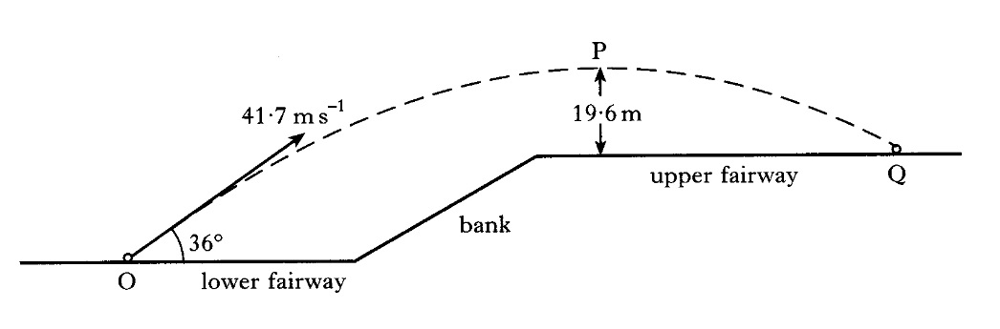 P
41·7 m s⁻¹
19·6 m
upper fairway
Q
bank
36°
O
lower fairway